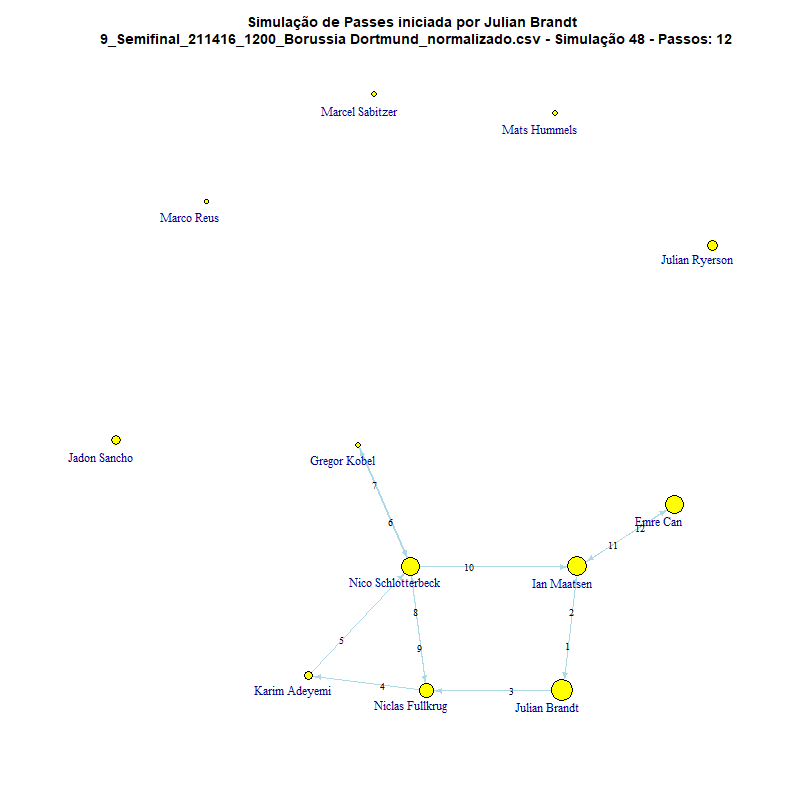 Simulação de Passes iniciada por Julian Brandt
9_Semifinal_211416_1200_Borussia Dortmund_normalizado.csv - Simulação 48 - Passos: 12
Marcel Sabitzer
Mats Hummels
Marco Reus
Julian Ryerson
Jadon Sancho
Gregor Kobel
7
6
Emre Can
12
11
10
Nico Schlotterbeck
Ian Maatsen
8
2
5
9
1
4
3
Karim Adeyemi
Niclas Fullkrug
Julian Brandt